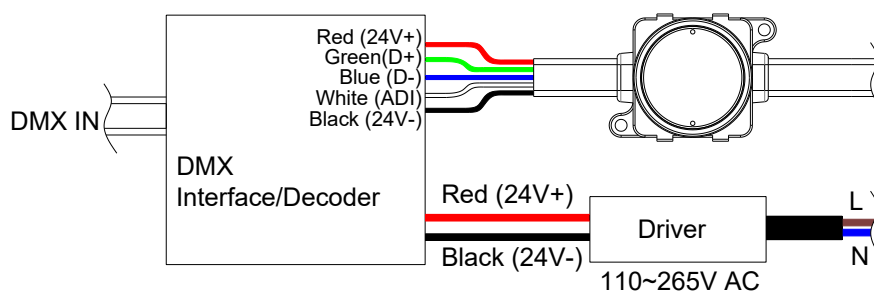 Red (24V+)
Green(D+)
Blue (D-)
White (ADI)
Black (24V-)
DMX IN
DMX
Interface/Decoder
Red (24V+)
Black (24V-)
Driver
110~265V AC
L
N